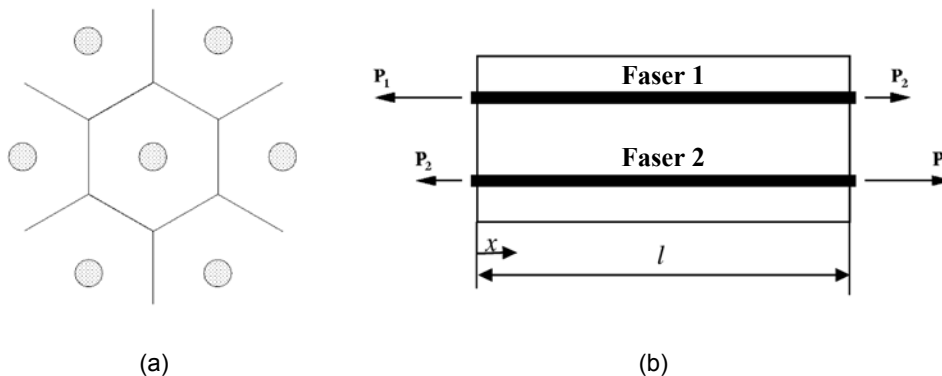 Faser 1
P₁
P₂
Faser 2
P₂
P
x
l
(a)
(b)